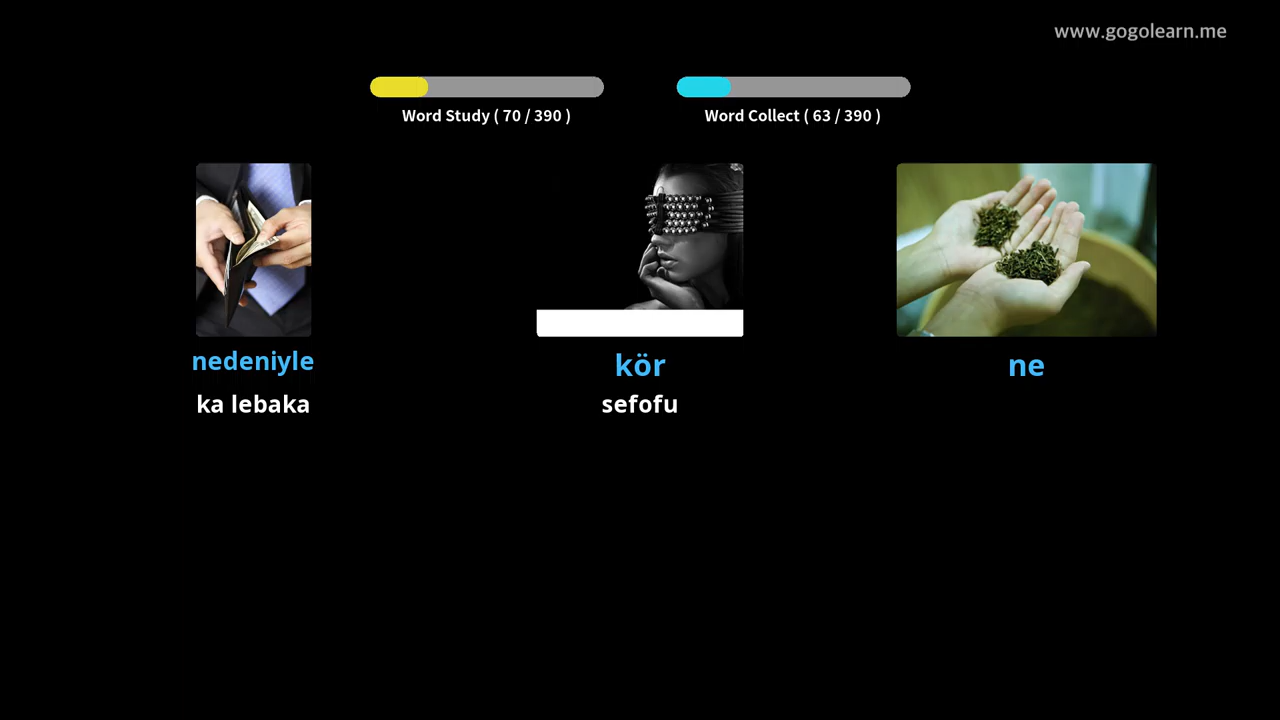 www.gogolearn.me
Word Study ( 70 / 390 )
Word Collect ( 63 / 390 )
nedeniyle
kör
ne
ka lebaka
sefofu